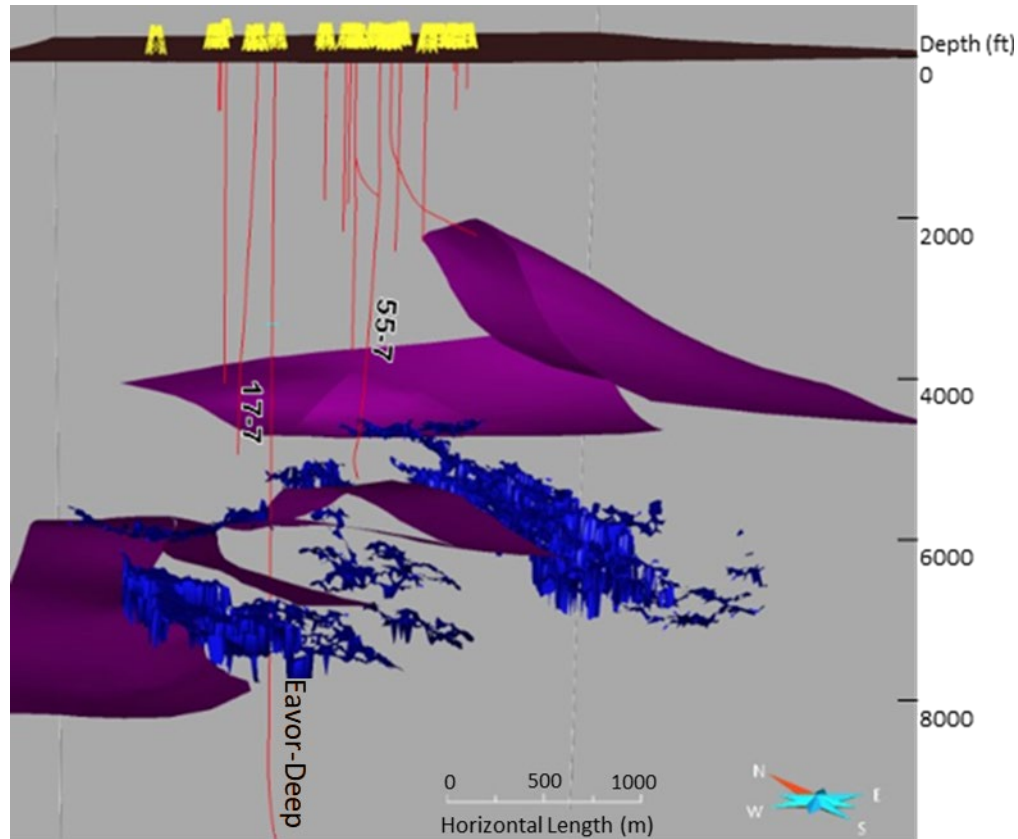 Depth (ft)
0
2000
55-7
4000
17-7
6000
Eavor-Deep
8000
0 500 1000
Horizontal Length (m)
N
W E
S